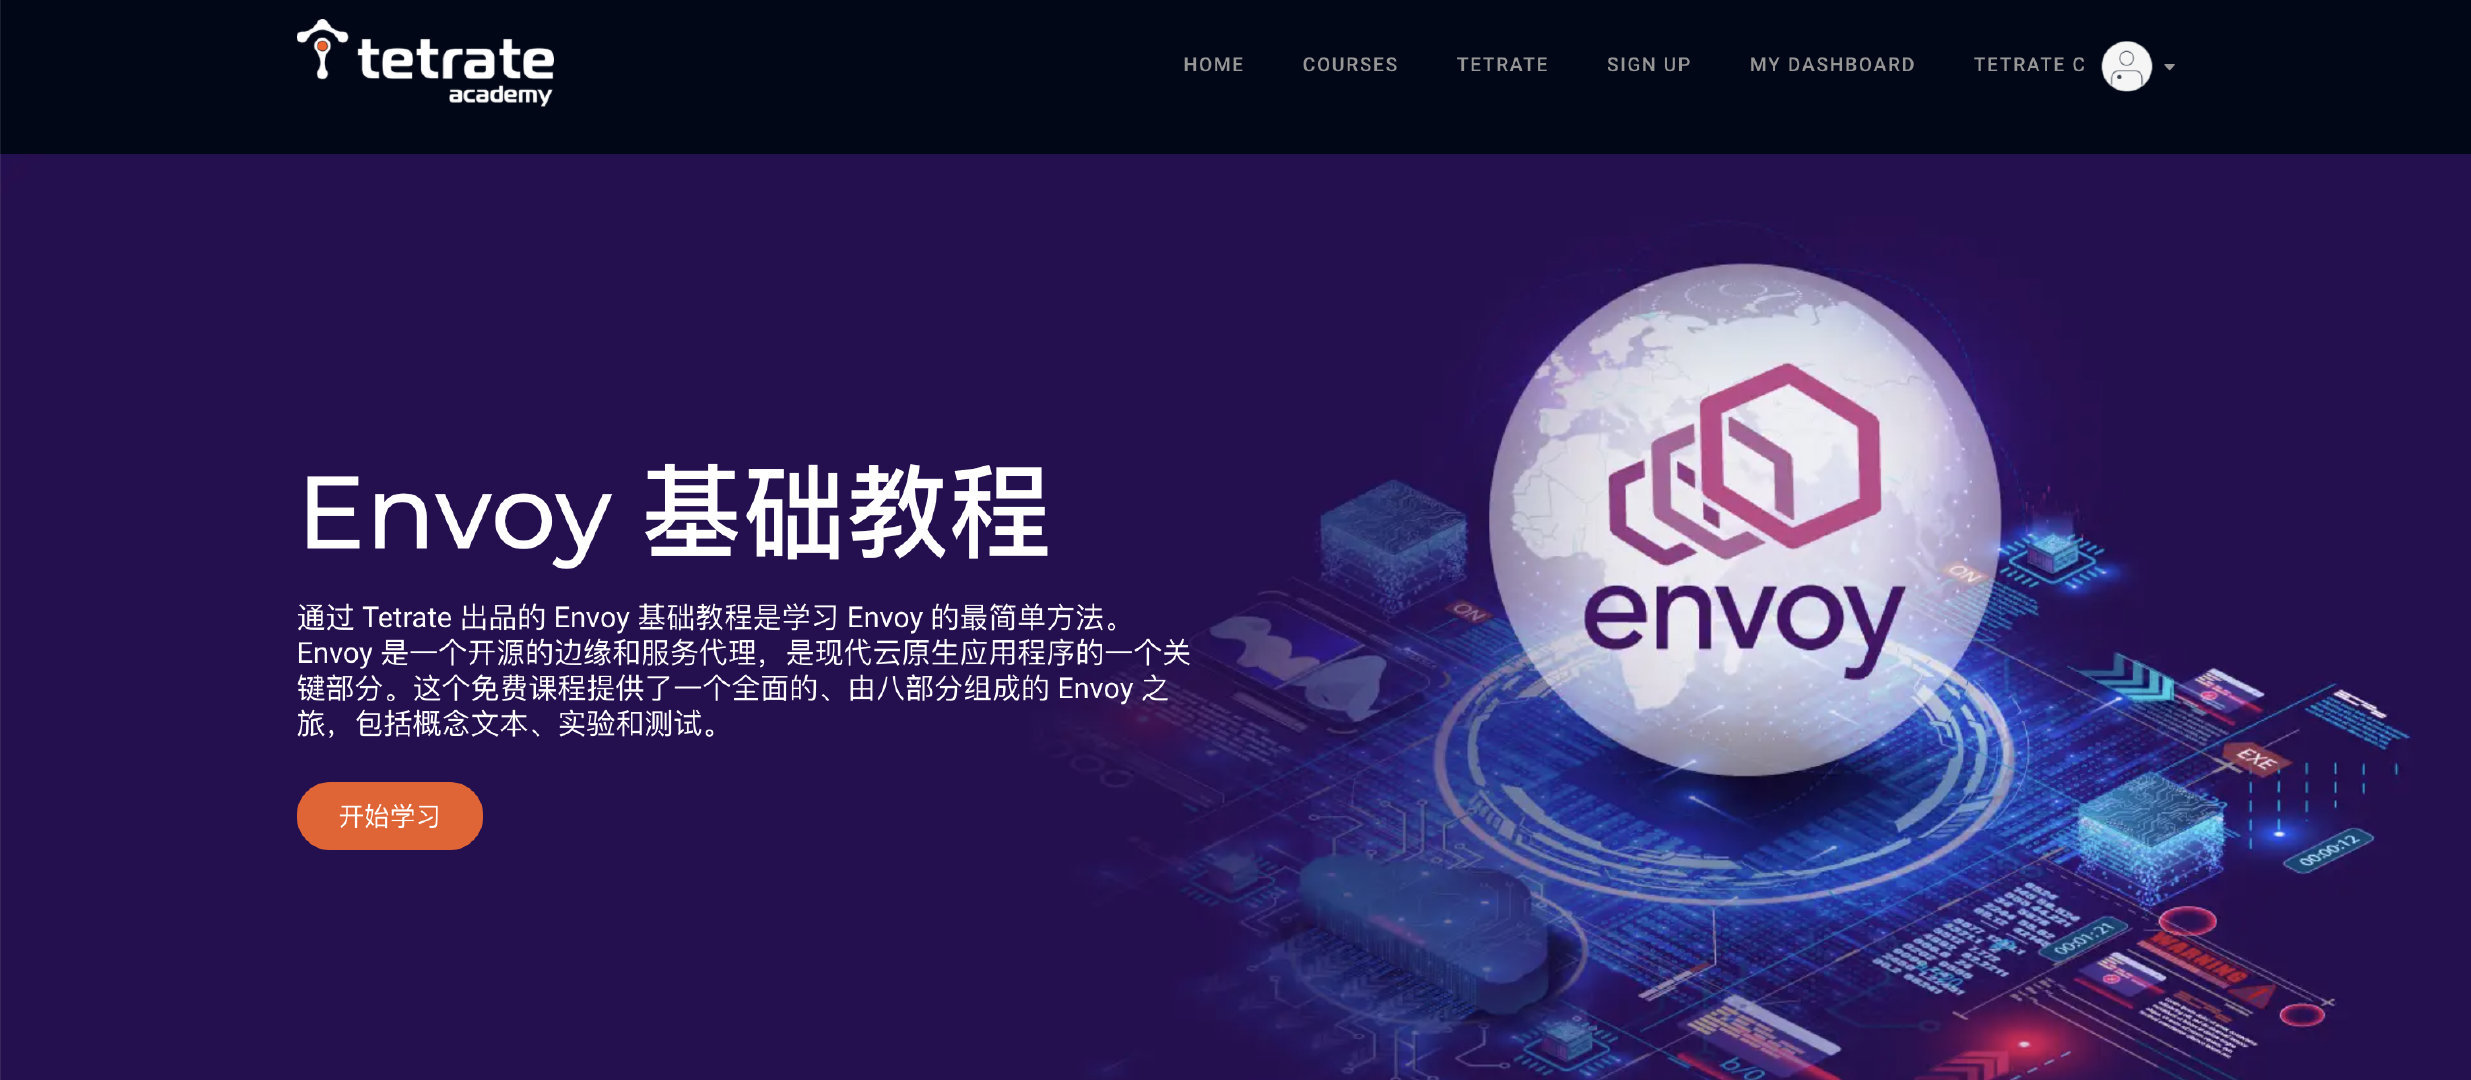 tetrate
academy
HOME
COURSES
TETRATE
SIGN UP
MY DASHBOARD
TETRATE C
Envoy 基础教程
通过 Tetrate 出品的 Envoy 基础教程是学习 Envoy 的最简单方法。
Envoy 是一个开源的边缘和服务代理，是现代云原生应用程序的一个关
键部分。这个免费课程提供了一个全面的、由八部分组成的 Envoy 之
旅，包括概念文本、实验和测试。
开始学习
envoy
ON
ON
EXE
00:00:12
00:01:21
WARNING
b/0